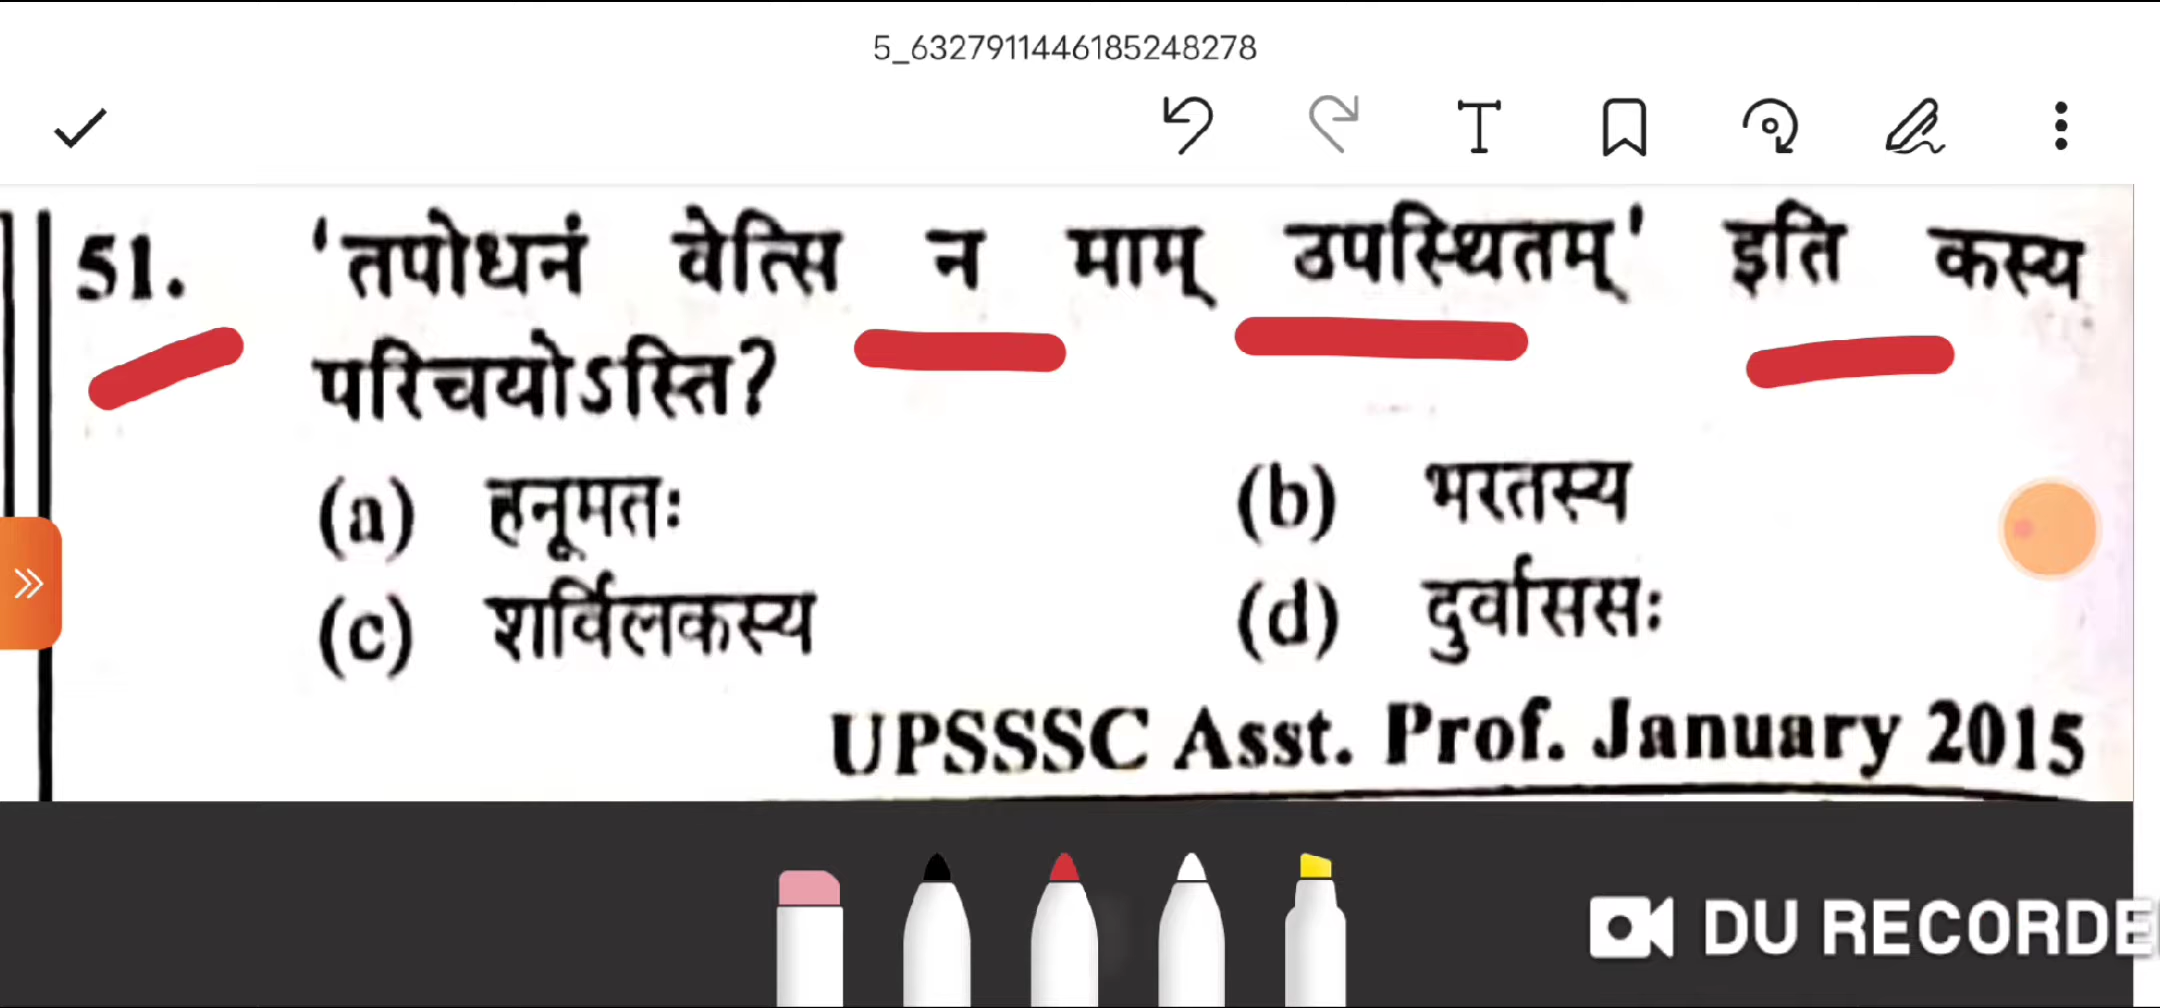 5_6327911446185248278
51. 'तपोधनं वेत्सि न माम् उपस्थितम्' इति कस्य
परिचयोऽस्ति?
(a) हनूमतः (b) भरतस्य
(c) शर्विलकस्य (d) दुर्वाससः
UPSSSC Asst. Prof. January 2015
DU RECORDE